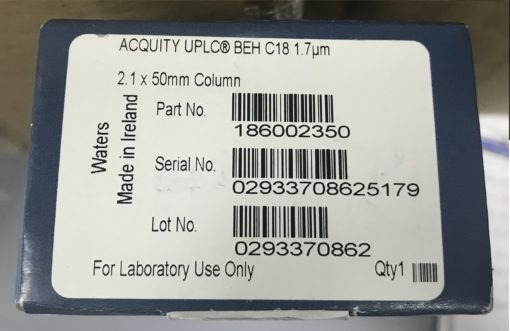 ACQUITY UPLC® BEH C18 1.7µm
2.1 x 50mm Column
Waters
Made in Ireland
Part No.
186002350
Serial No.
02933708625179
Lot No.
0293370862
For Laboratory Use Only
Qty1